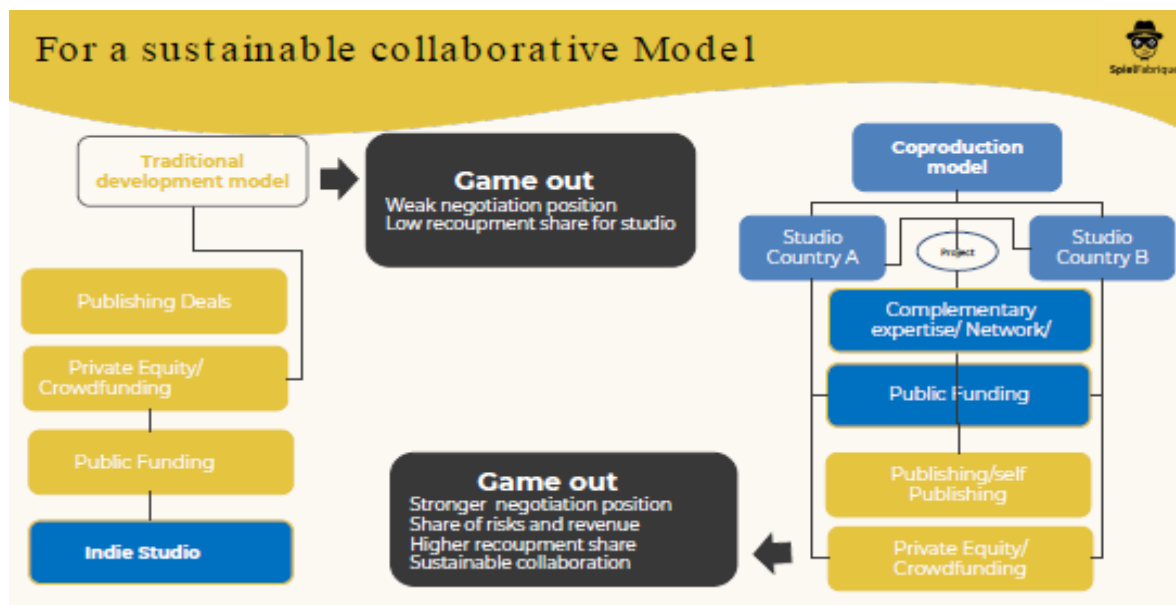 For a sustainable collaborative Model
SpielFabrique
Traditional
development model
Game out
Weak negotiation position
Low recoupment share for studio
Publishing Deals
Private Equity/
Crowdfunding
Public Funding
Indie Studio
Coproduction
model
Studio
Country A
Project
Studio
Country B
Complementary
expertise/ Network/
Public Funding
Publishing/self
Publishing
Private Equity/
Crowdfunding
Game out
Stronger negotiation position
Share of risks and revenue
Higher recoupment share
Sustainable collaboration